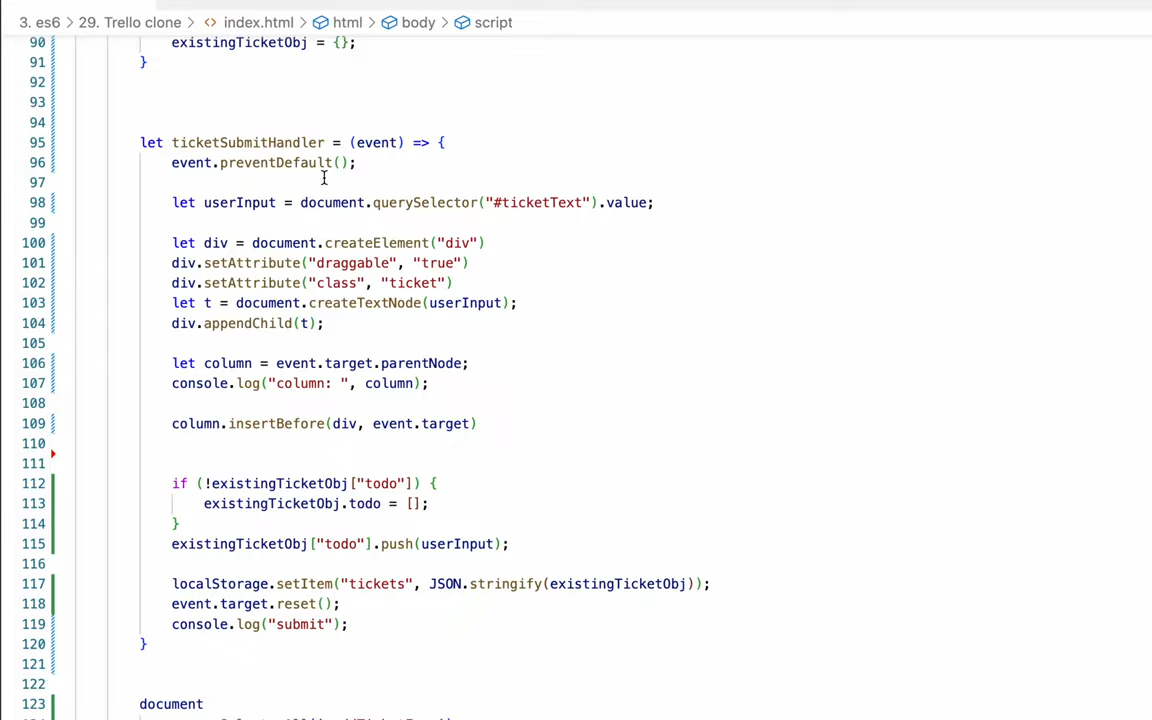 3. es6 > 29. Trello clone > <> index.html > html > body > script
90 existingTicketObj = {};
91 }
92
93
94
95 let ticketSubmitHandler = (event) => {
96 event.preventDefault();
97
98 let userInput = document.querySelector("#ticketText").value;
99
100 let div = document.createElement("div")
101 div.setAttribute("draggable", "true")
102 div.setAttribute("class", "ticket")
103 let t = document.createTextNode(userInput);
104 div.appendChild(t);
105
106 let column = event.target.parentNode;
107 console.log("column: ", column);
108
109 column.insertBefore(div, event.target)
110
111
112 if (!existingTicketObj["todo"]) {
113 existingTicketObj.todo = [];
114 }
115 existingTicketObj["todo"].push(userInput);
116
117 localStorage.setItem("tickets", JSON.stringify(existingTicketObj));
118 event.target.reset();
119 console.log("submit");
120 }
121
122
123 document